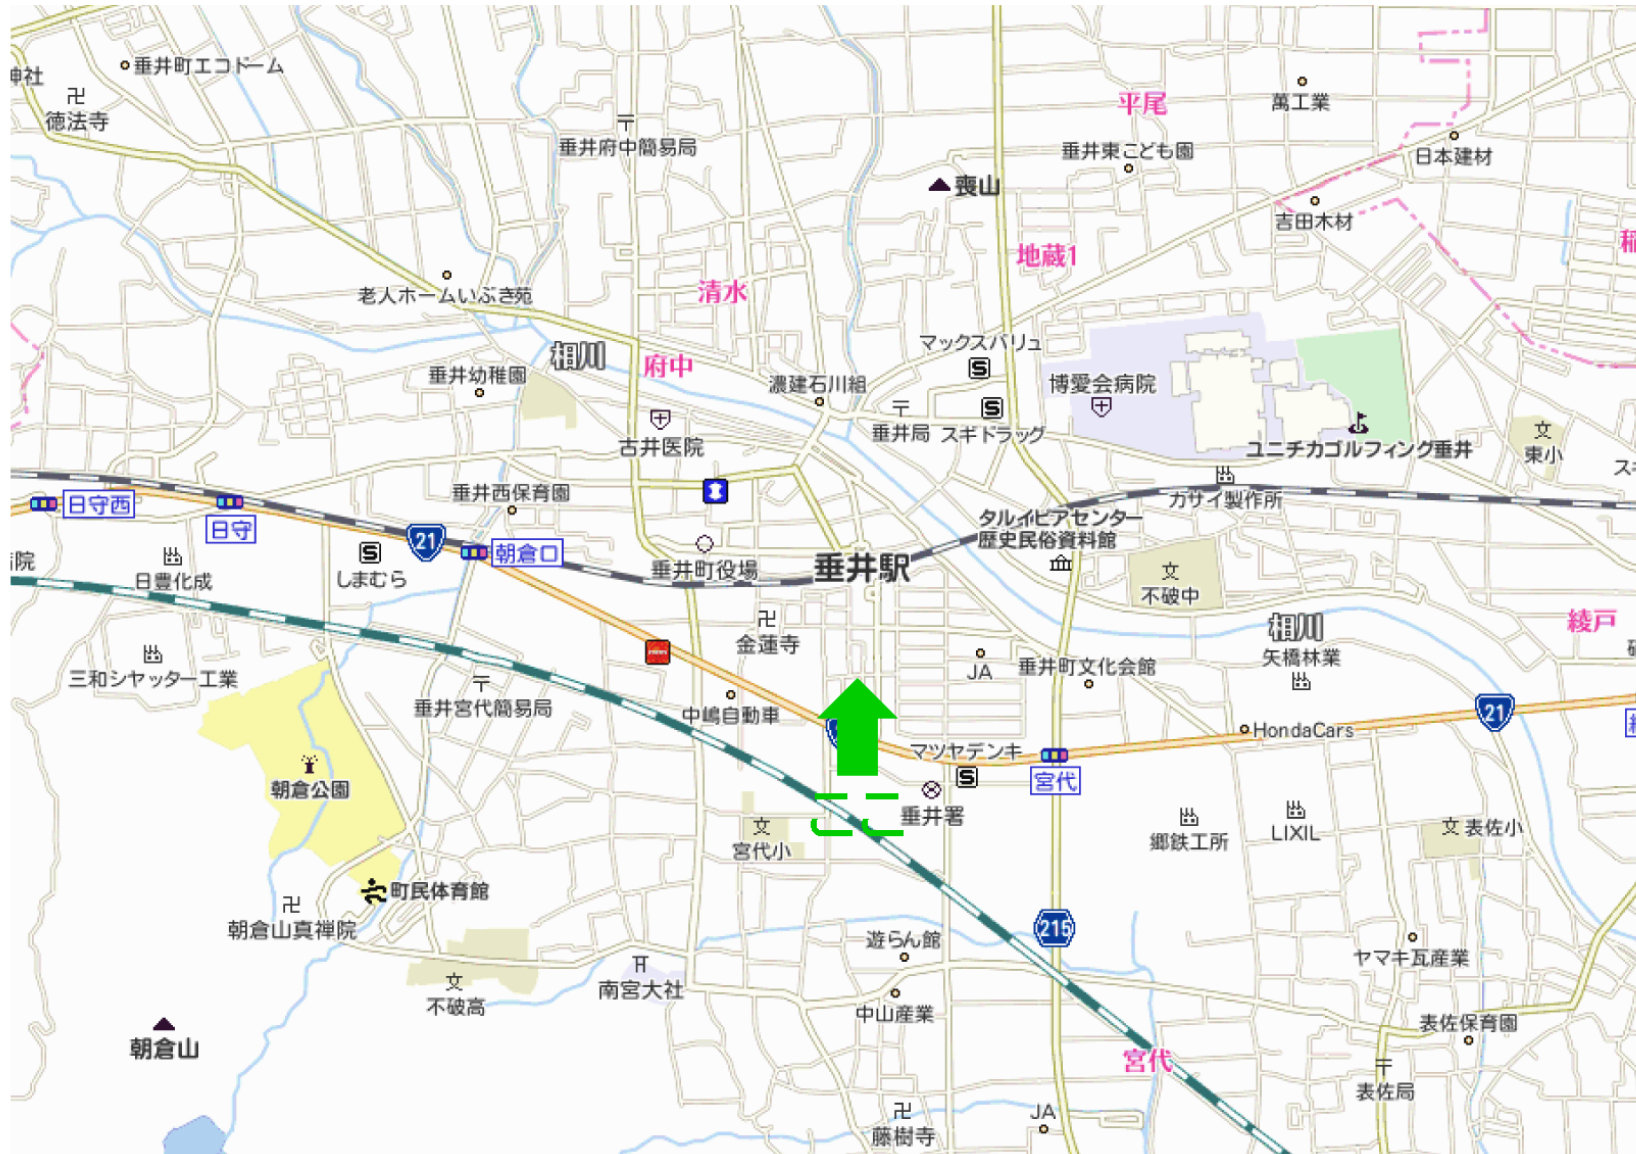 神社
垂井町エコドーム
徳法寺
垂井府中簡易局
平尾
萬工業
垂井東こども園
日本建材
喪山
吉田木材
地蔵1
清水
老人ホームいぶき苑
相川
府中
マックスバリュ
垂井幼稚園
濃建石川組
博愛会病院
古井医院
垂井局
スギドラッグ
ユニチカゴルフィング垂井
東小
日守西
日守
垂井西保育園
カサイ製作所
タルイピアセンター
歴史民俗資料館
21
朝倉口
日豊化成
しまむら
垂井町役場
垂井駅
不破中
金蓮寺
相川
綾戸
矢橋林業
三和シヤッター工業
JA
垂井町文化会館
垂井宮代簡易局
中嶋自動車
21
HondaCars
マツヤデンキ
宮代
朝倉公園
垂井署
宮代小
郷鉄工所
LIXIL
表佐小
町民体育館
朝倉山真禅院
215
遊らん館
ヤマキ瓦産業
不破高
南宮大社
中山産業
表佐保育園
朝倉山
宮代
表佐局
JA
藤樹寺